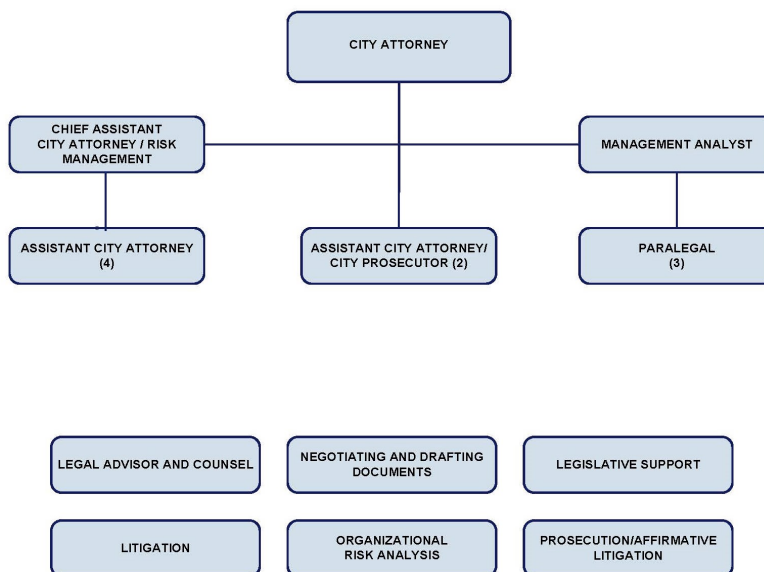 CITY ATTORNEY
CHIEF ASSISTANT
CITY ATTORNEY / RISK
MANAGEMENT
MANAGEMENT ANALYST
ASSISTANT CITY ATTORNEY
(4)
ASSISTANT CITY ATTORNEY/
CITY PROSECUTOR (2)
PARALEGAL
(3)
LEGAL ADVISOR AND COUNSEL
NEGOTIATING AND DRAFTING
DOCUMENTS
LEGISLATIVE SUPPORT
LITIGATION
ORGANIZATIONAL
RISK ANALYSIS
PROSECUTION/AFFIRMATIVE
LITIGATION